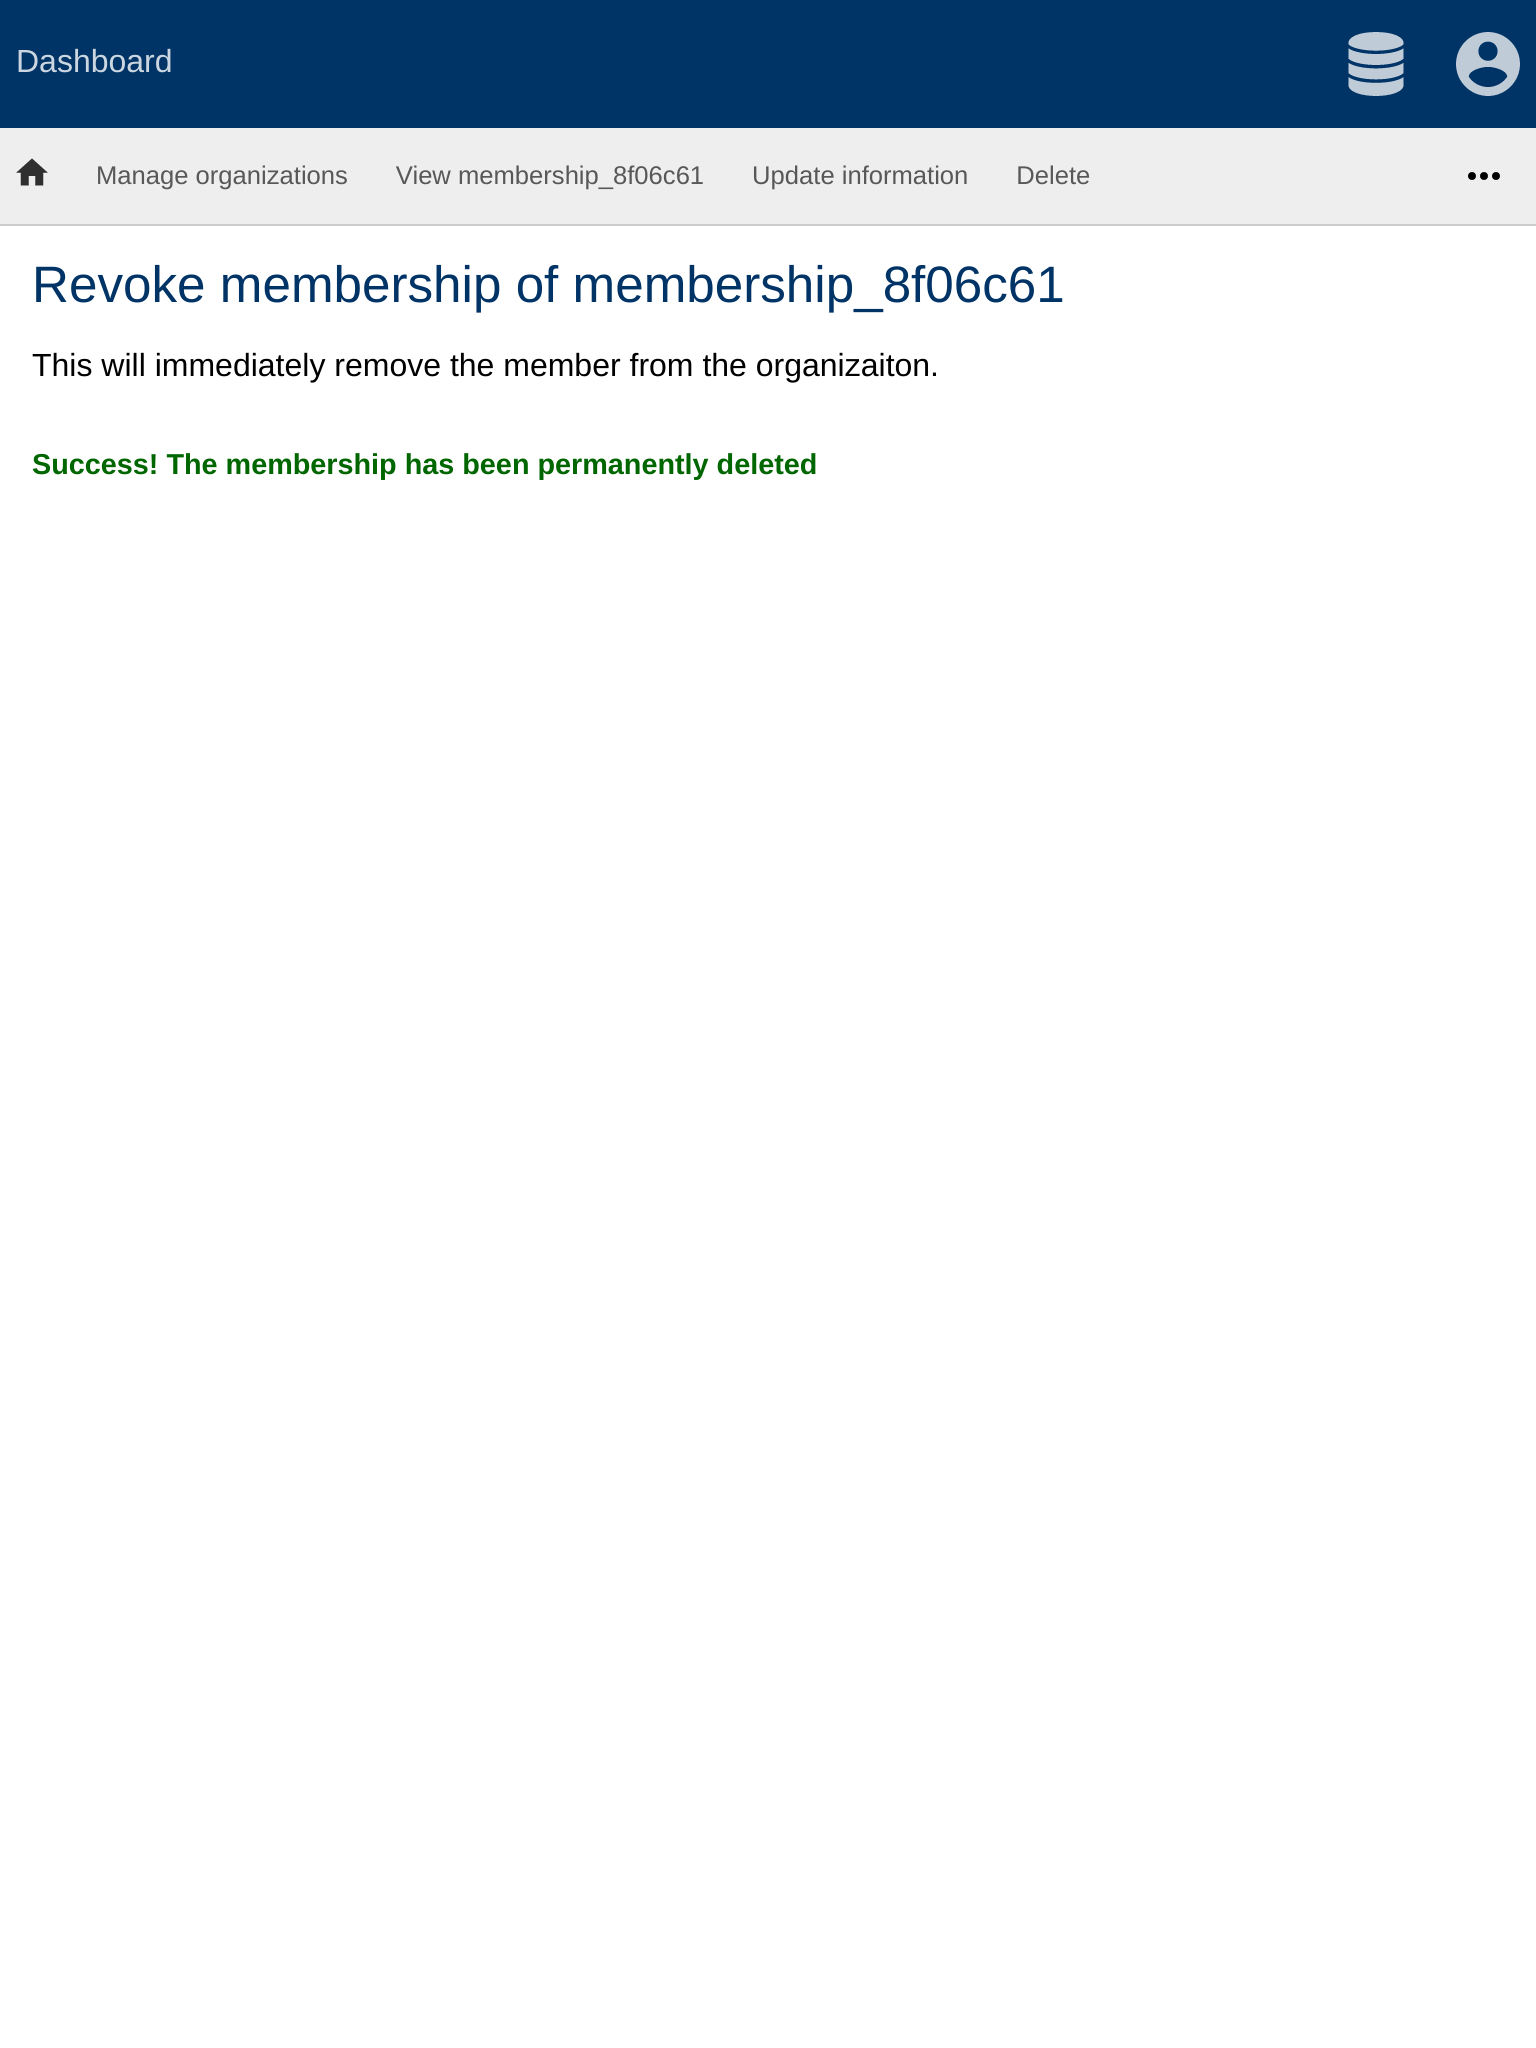 Dashboard
Manage organizations View membership_8f06c61 Update information Delete
Revoke membership of membership_8f06c61
This will immediately remove the member from the organizaiton.
Success! The membership has been permanently deleted